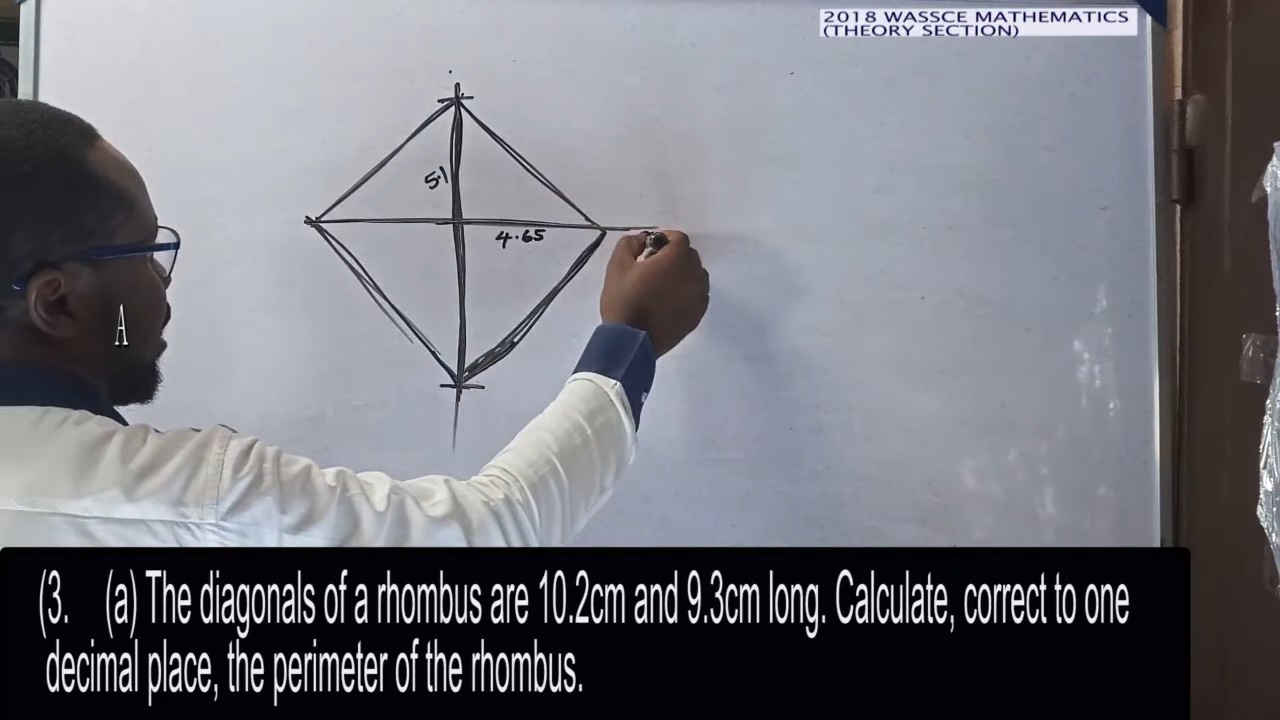 2018 WASSCE MATHEMATICS
(THEORY SECTION)
5.1
4.65
A
(3. (a) The diagonals of a rhombus are 10.2cm and 9.3cm long. Calculate, correct to one
decimal place, the perimeter of the rhombus.